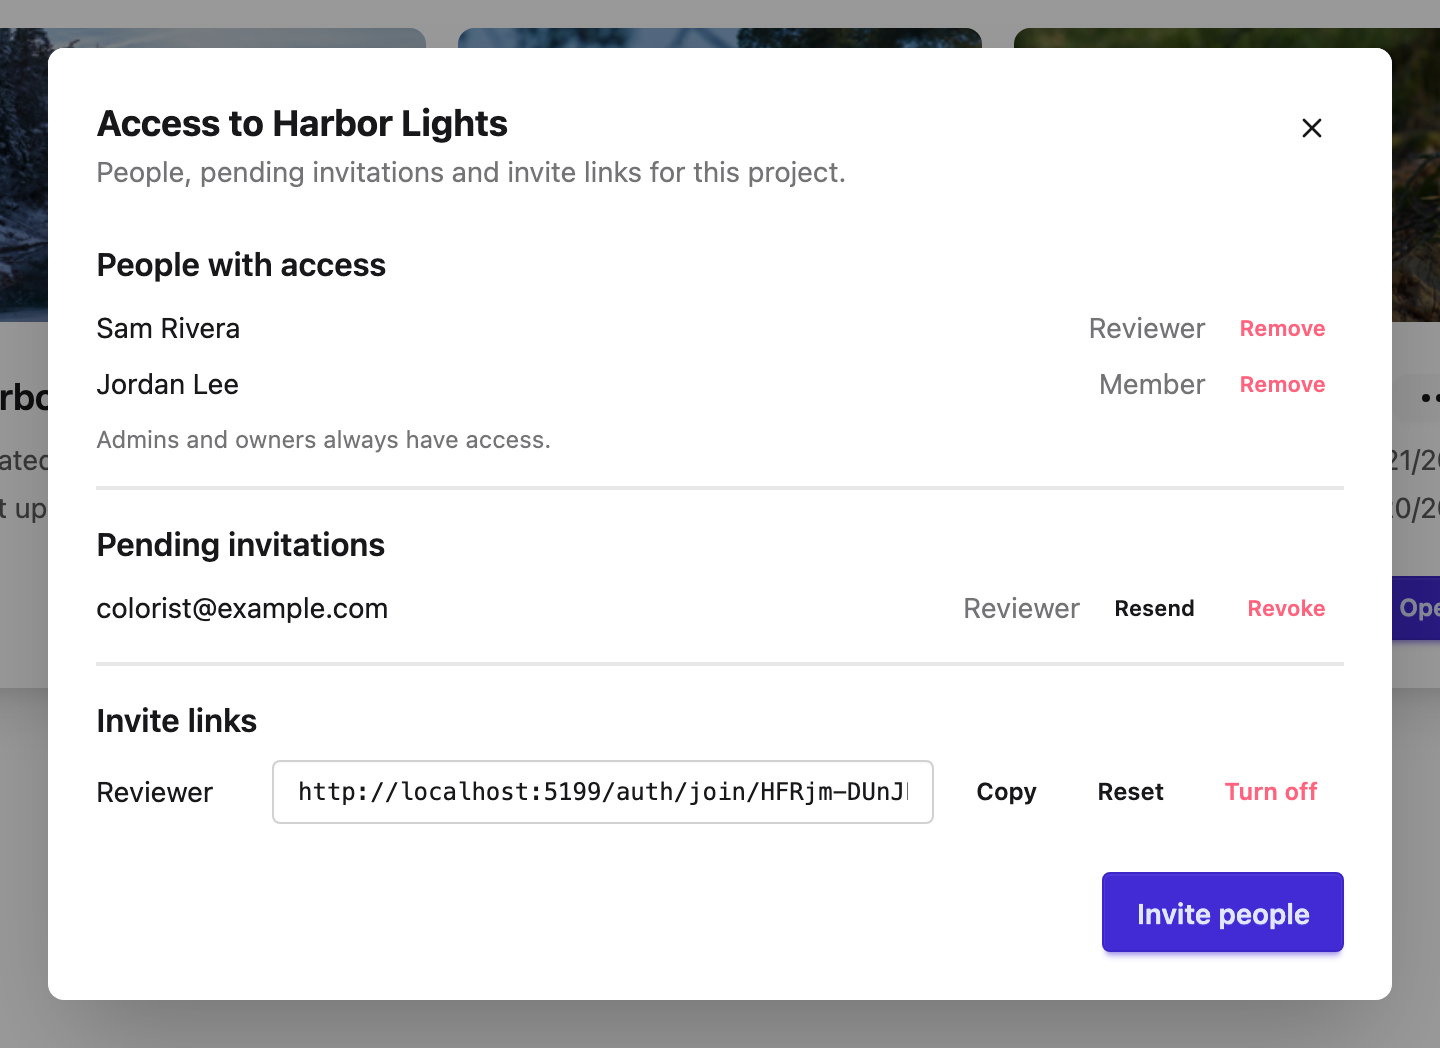 Access to Harbor Lights
People, pending invitations and invite links for this project.
People with access
Sam Rivera Reviewer Remove
Jordan Lee Member Remove
Admins and owners always have access.
Pending invitations
colorist@example.com Reviewer Resend Revoke
Invite links
Reviewer http://localhost:5199/auth/join/HFRjm-DUnJ Copy Reset Turn off
Invite people